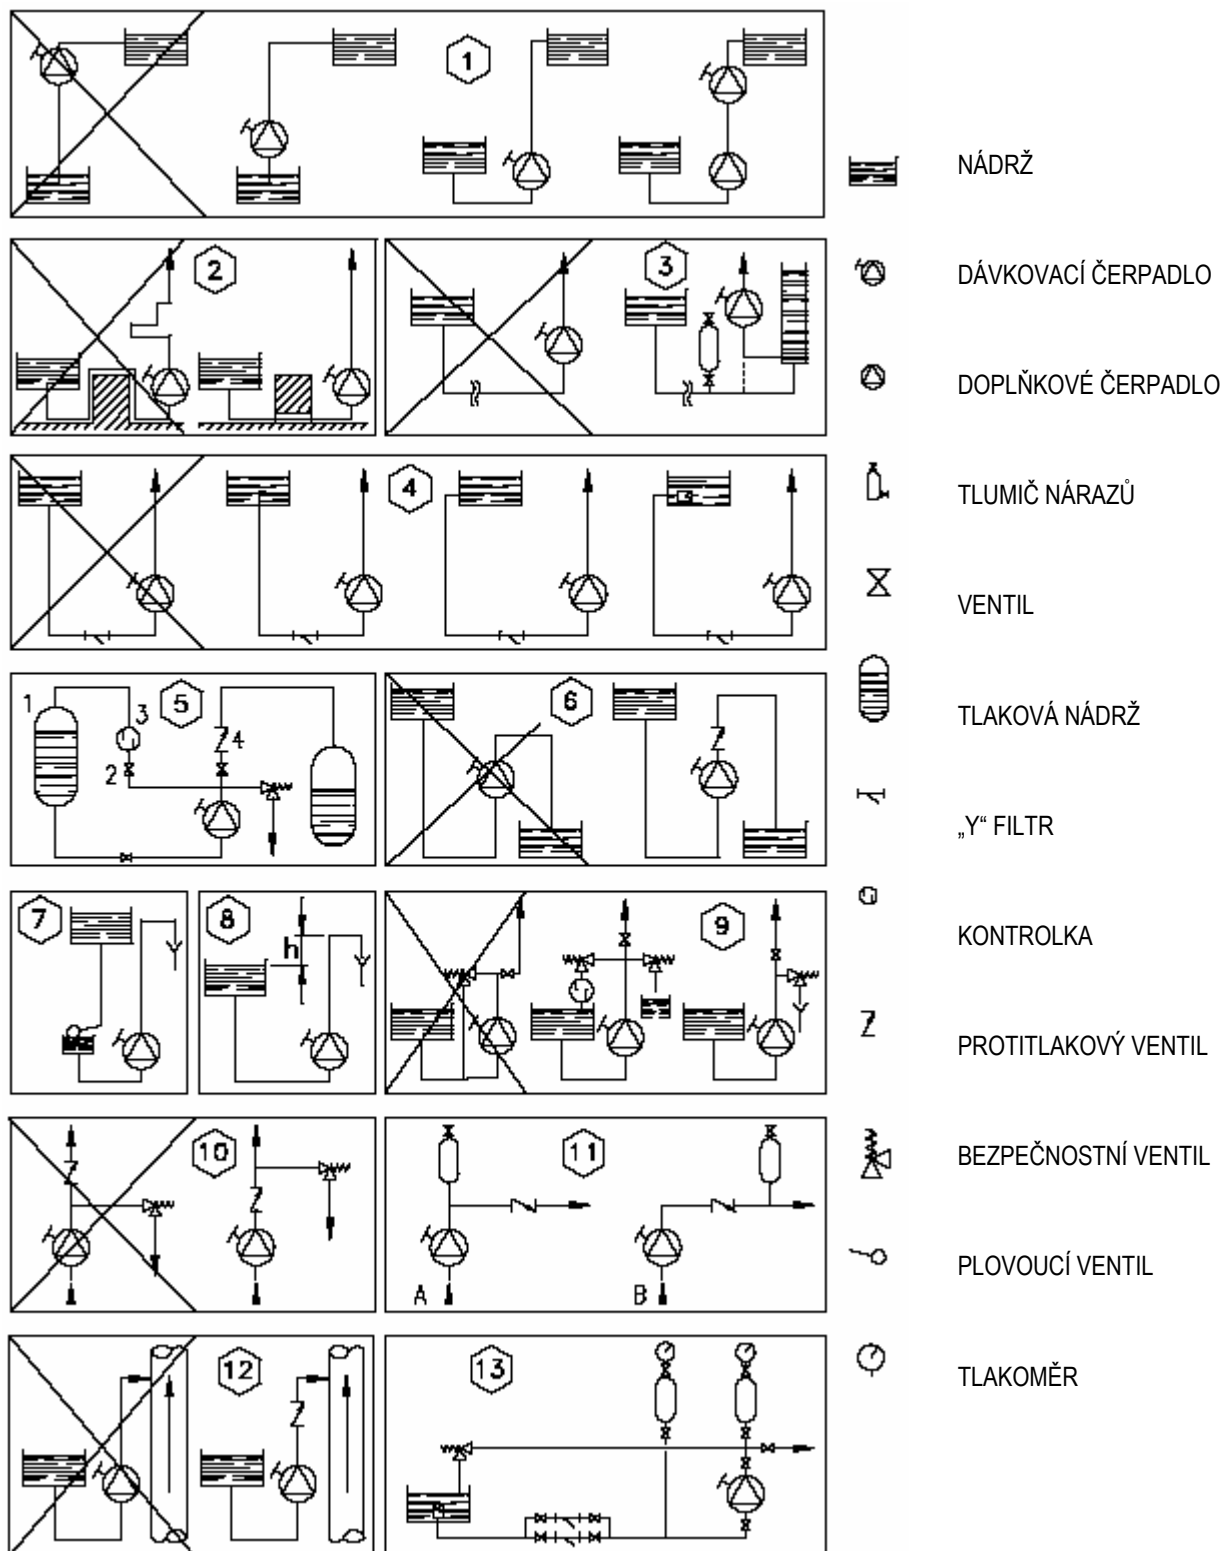 1
NÁDRŽ
2
3
DÁVKOVACÍ ČERPADLO
DOPLŇKOVÉ ČERPADLO
4
TLUMIČ NÁRAZŮ
VENTIL
1
3
5
4
2
6
TLAKOVÁ NÁDRŽ
„Y“ FILTR
7
8
h
9
KONTROLKA
PROTITLAKOVÝ VENTIL
10
11
A
B
BEZPEČNOSTNÍ VENTIL
PLOVOUCÍ VENTIL
12
13
TLAKOMĚR